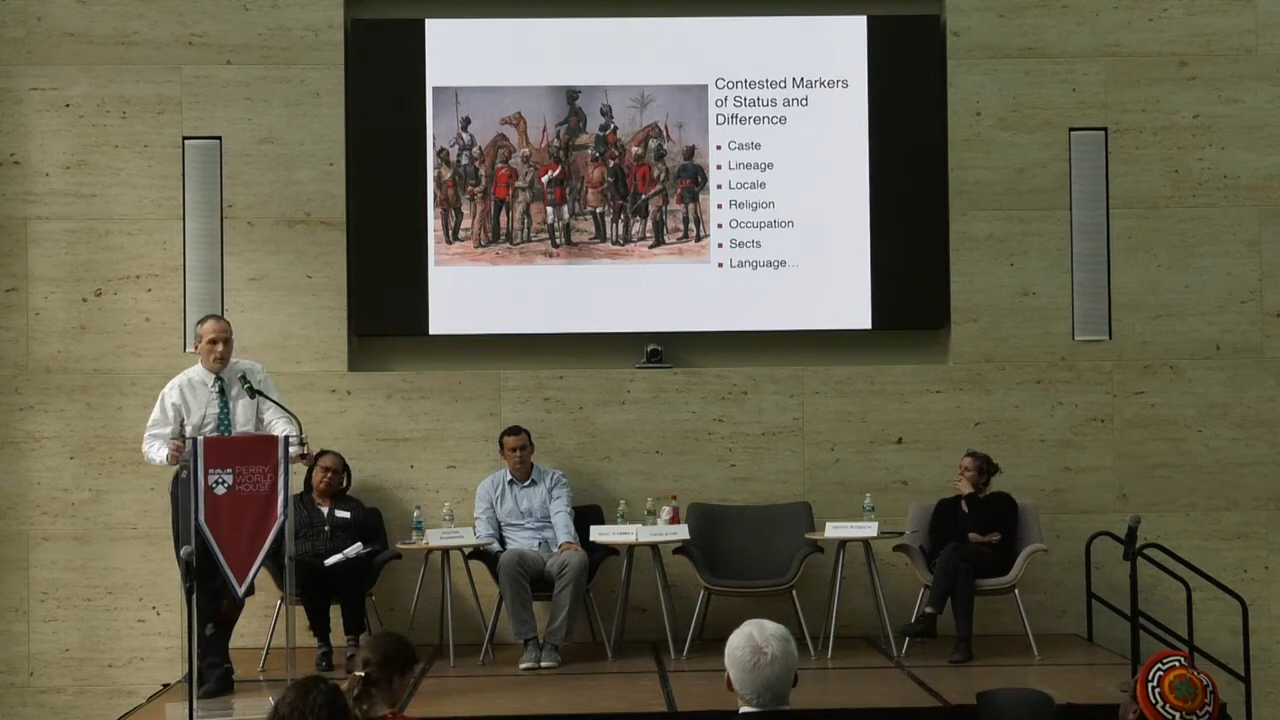 Contested Markers
of Status and
Difference
Caste
Lineage
Locale
Religion
Occupation
Sects
Language…
PERRY
WORLD
HOUSE